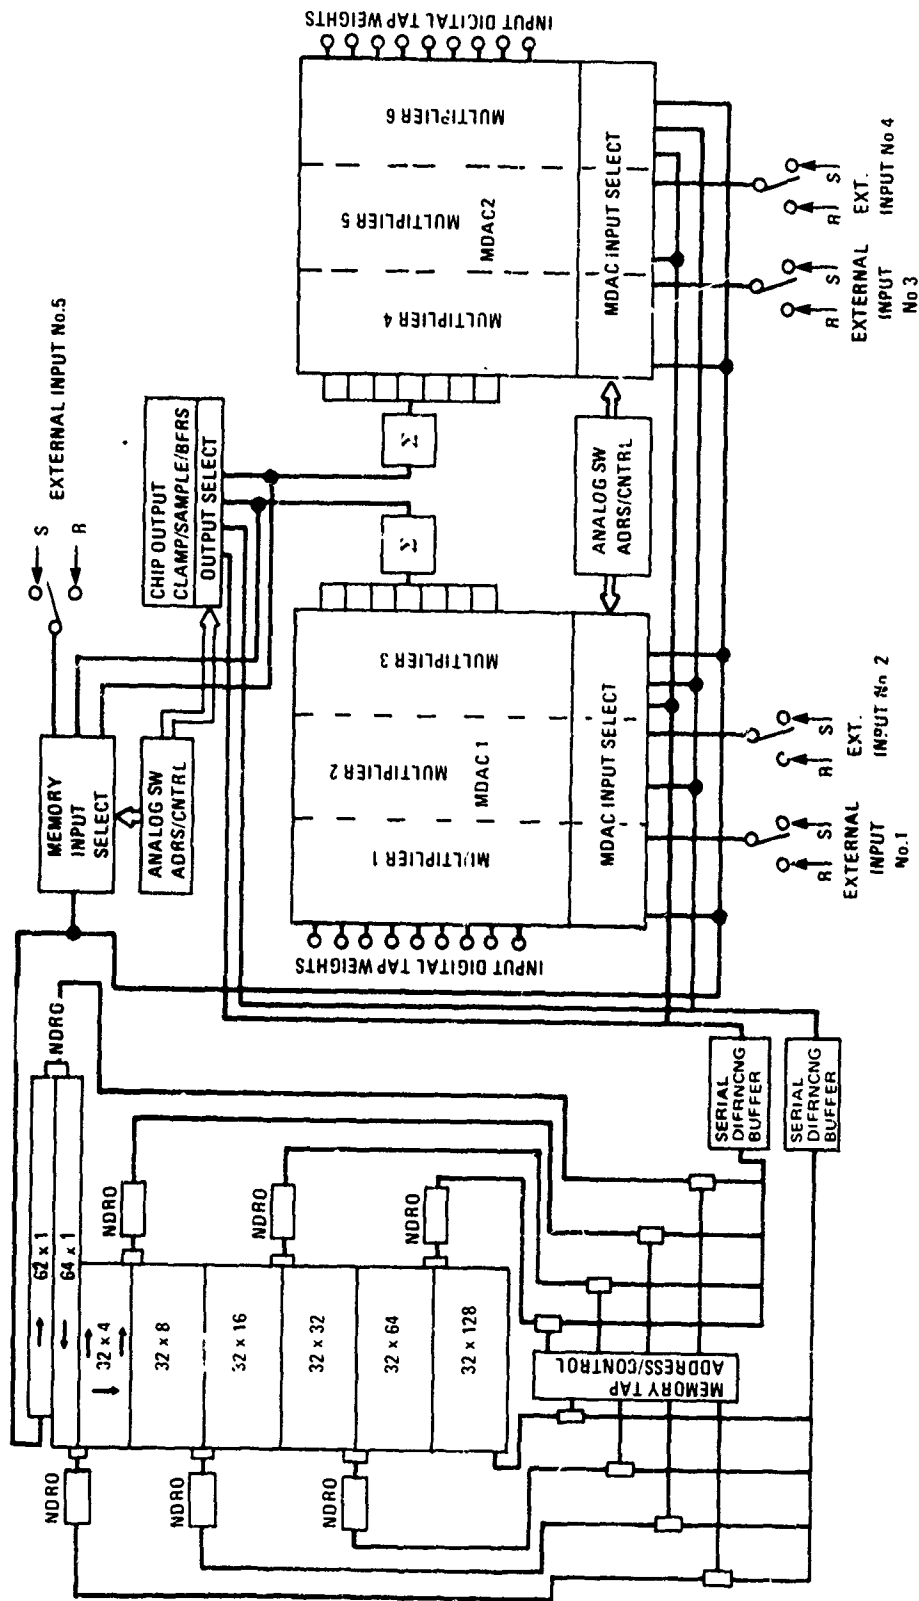 62 x 1
64 x 1
32 x 4
32 x 8
32 x 16
32 x 32
32 x 64
32 x 128
NDRO
NDRO
NDRO
NDRO
NDRO
NDRO
NDRO
MEMORY TAP
ADDRESS/CONTROL
SERIAL
DIFRNCNG
BUFFER
SERIAL
DIFRNCNG
BUFFER
MEMORY
INPUT
SELECT
ANALOG SW
ADRS/CNTRL
S
R
EXTERNAL INPUT No.5
CHIP OUTPUT
CLAMP/SAMPLE/BFRS
OUTPUT SELECT
Σ
Σ
INPUT DIGITAL TAP WEIGHTS
MULTIPLIER 1
MULTIPLIER 2
MULTIPLIER 3
MDAC 1
MDAC INPUT SELECT
ANALOG SW
ADRS/CNTRL
MULTIPLIER 4
MULTIPLIER 5
MULTIPLIER 6
MDAC2
MDAC INPUT SELECT
INPUT DIGITAL TAP WEIGHTS
R S
EXTERNAL
INPUT
No.1
R S
EXT.
INPUT No 2
R S
EXTERNAL
INPUT
No 3
R S
EXT.
INPUT No 4